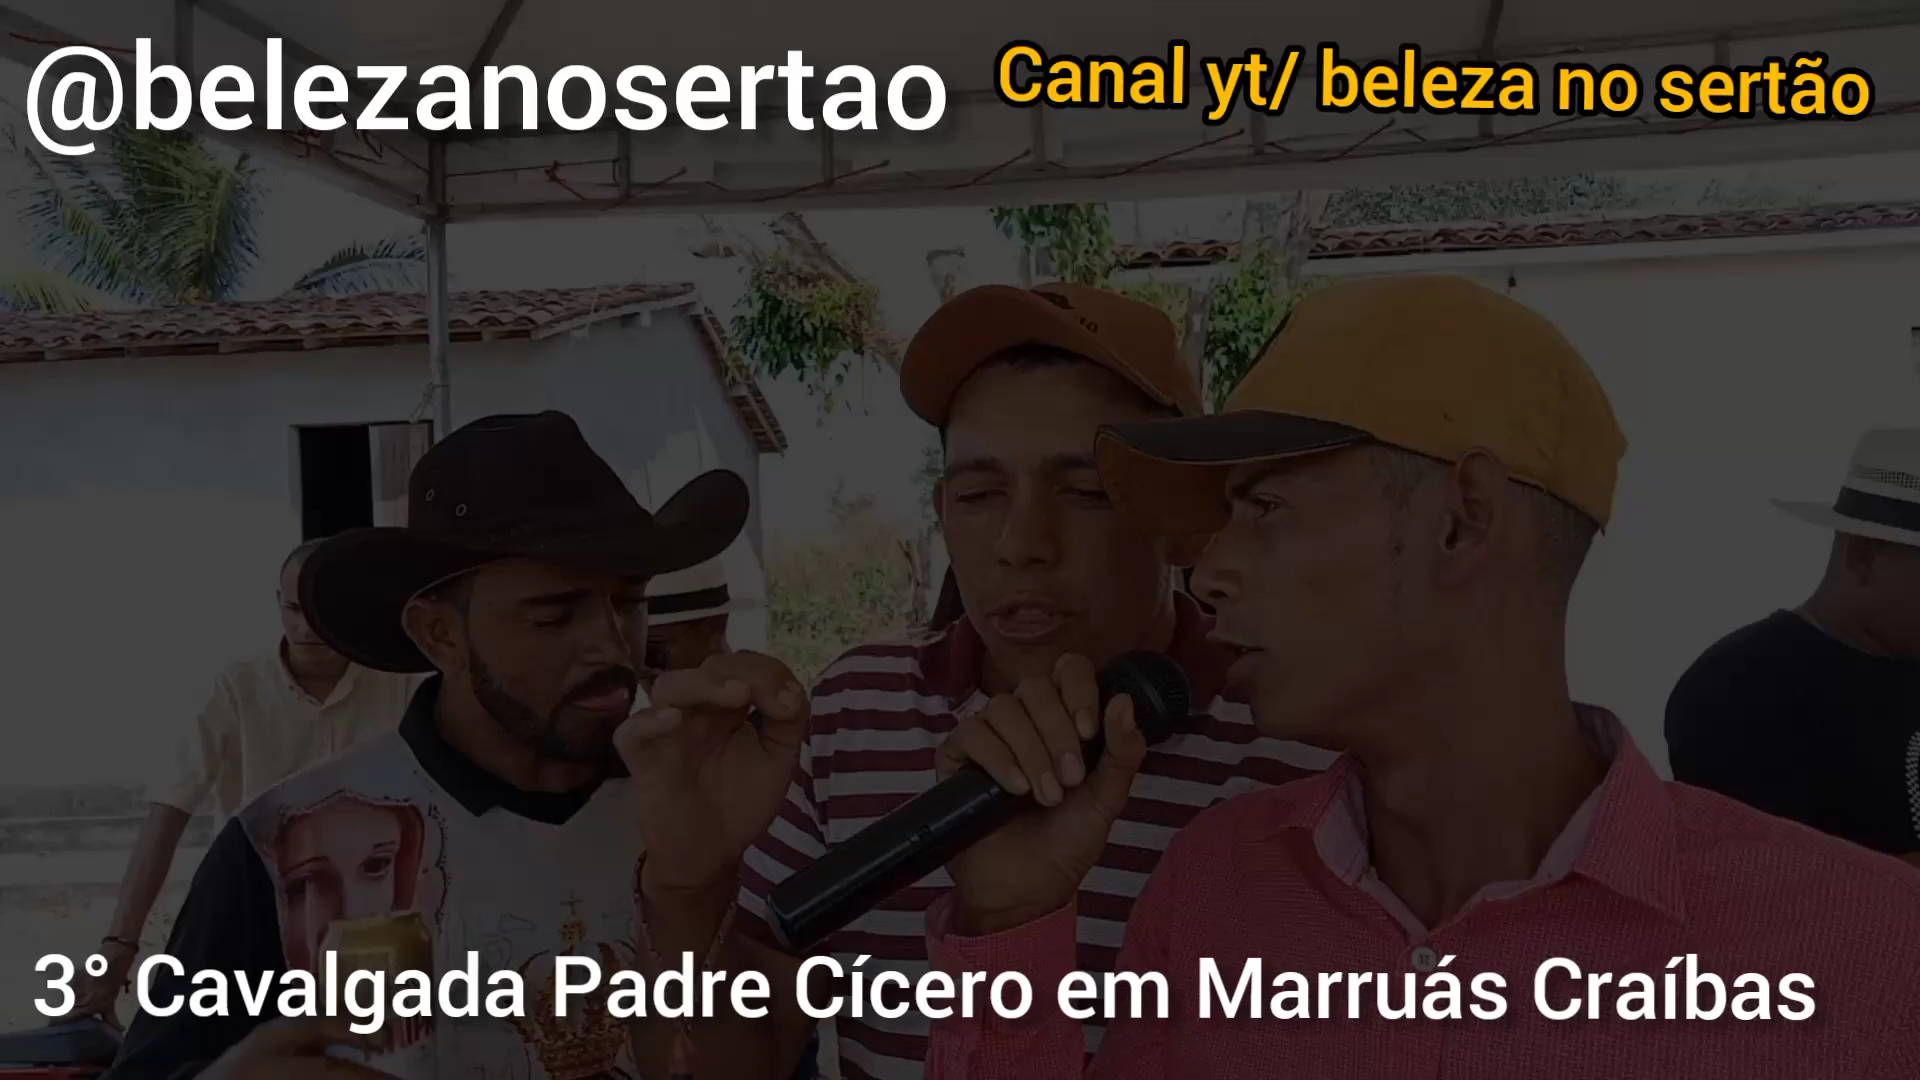 @belezanosertao
Canal yt/ beleza no sertão
3° Cavalgada Padre Cícero em Marruás Craíbas